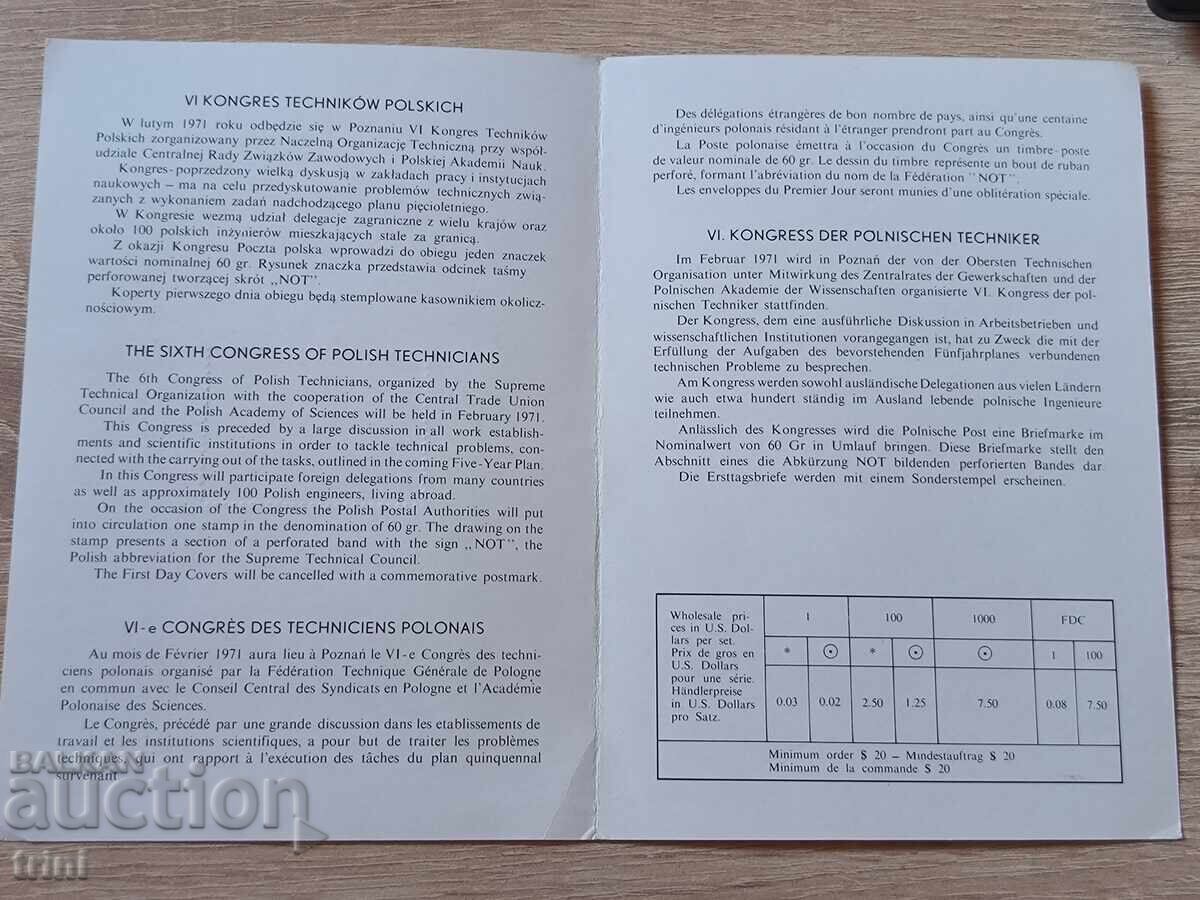 VI KONGRES TECHNIKÓW POLSKICH
W lutym 1971 roku odbędzie się w Poznaniu VI Kongres Techników
Polskich zorganizowany przez Naczelną Organizację Techniczną przy współ-
udziale Centralnej Rady Związków Zawodowych i Polskiej Akademii Nauk.
Kongres-poprzedzony wielką dyskusją w zakładach pracy i instytucjach
naukowych – ma na celu przedyskutowanie problemów technicznych zwią-
zanych z wykonaniem zadań nadchodzącego planu pięcioletniego.
W Kongresie wezmą udział delegacje zagraniczne z wielu krajów oraz
około 100 polskich inżynierów mieszkających stale za granicą.
Z okazji Kongresu Poczta polska wprowadzi do obiegu jeden znaczek
wartości nominalnej 60 gr. Rysunek znaczka przedstawia odcinek taśmy
perforowanej tworzącej skrót „NOT”.
Koperty pierwszego dnia obiegu będą stemplowane kasownikiem okolicz-
nościowym.
THE SIXTH CONGRESS OF POLISH TECHNICIANS
The 6th Congress of Polish Technicians, organized by the Supreme
Technical Organization with the cooperation of the Central Trade Union
Council and the Polish Academy of Sciences will be held in February 1971.
This Congress is preceded by a large discussion in all work establish-
ments and scientific institutions in order to tackle technical problems, con-
nected with the carrying out of the tasks, outlined in the coming Five-Year Plan.
In this Congress will participate foreign delegations from many countries
as well as approximately 100 Polish engineers, living abroad.
On the occasion of the Congress the Polish Postal Authorities will put
into circulation one stamp in the denomination of 60 gr. The drawing on the
stamp presents a section of a perforated band with the sign „NOT”, the
Polish abbreviation for the Supreme Technical Council.
The First Day Covers will be cancelled with a commemorative postmark.
VI-e CONGRÈS DES TECHNICIENS POLONAIS
Au mois de Février 1971 aura lieu à Poznań le VI-e Congrès des techni-
ciens polonais organisé par la Fédération Technique Générale de Pologne
en commun avec le Conseil Central des Syndicats en Pologne et l'Académie
Polonaise des Sciences.
Le Congrès, précédé par une grande discussion dans les etablissements de
travail et les institutions scientifiques, a pour but de traiter les problèmes
techniques, qui ont rapport à l'exécution des tâches du plan quinquennal
survenant
Des délégations étrangères de bon nombre de pays, ainsi qu'une centaine
d'ingénieurs polonais résidant à l'étranger prendront part au Congrès.
La Poste polonaise émettra à l'occasion du Congrès un timbre-poste
de valeur nominale de 60 gr. Le dessin du timbre représente un bout de ruban
perforé, formant l'abréviation du nom de la Fédération "NOT".
Les enveloppes du Premier Jour seront munies d'une oblitération spéciale.
VI. KONGRESS DER POLNISCHEN TECHNIKER
Im Februar 1971 wird in Poznań der von der Obersten Technischen
Organisation unter Mitwirkung des Zentralrates der Gewerkschaften und der
Polnischen Akademie der Wissenschaften organisierte VI. Kongress der pol-
nischen Techniker stattfinden.
Der Kongress, dem eine ausführliche Diskussion in Arbeitsbetrieben und
wissenschaftlichen Institutionen vorangegangen ist, hat zu Zweck die mit der
Erfüllung der Aufgaben des bevorstehenden Fünfjahrplanes verbundenen
technischen Probleme zu besprechen.
Am Kongress werden sowohl ausländische Delegationen aus vielen Ländern
wie auch etwa hundert ständig im Ausland lebende polnische Ingenieure
teilnehmen.
Anlässlich des Kongresses wird die Polnische Post eine Briefmarke im
Nominalwert von 60 Gr in Umlauf bringen. Diese Briefmarke stellt den
Abschnitt eines die Abkürzung NOT bildenden perforierten Bandes dar.
Die Ersttagsbriefe werden mit einem Sonderstempel erscheinen.
Wholesale pri-
ces in U.S. Dol-
lars per set.
Prix de gros en
U.S. Dollars
pour une série.
Händlerpreise
in U.S. Dollars
pro Satz.
1 100 1000 FDC
* ⊙ * ⊙ ⊙ 1 100
0.03 0.02 2.50 1.25 7.50 0.08 7.50
Minimum order $ 20 – Mindestauftrag $ 20
Minimum de la commande $ 20
BALKAN
auction
trini